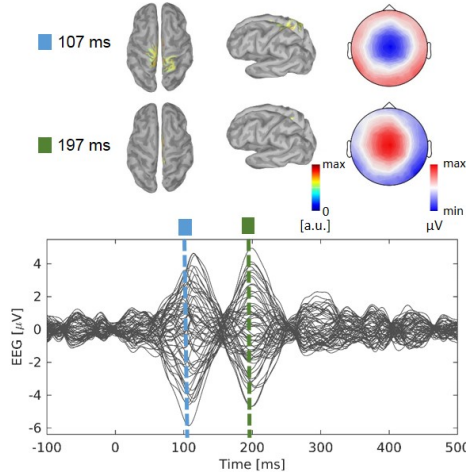 107 ms
197 ms
max
0
[a.u.]
max
min
μV
EEG [μV]
4
2
0
-2
-4
-6
-100 0 100 200 300 400 500
Time [ms]